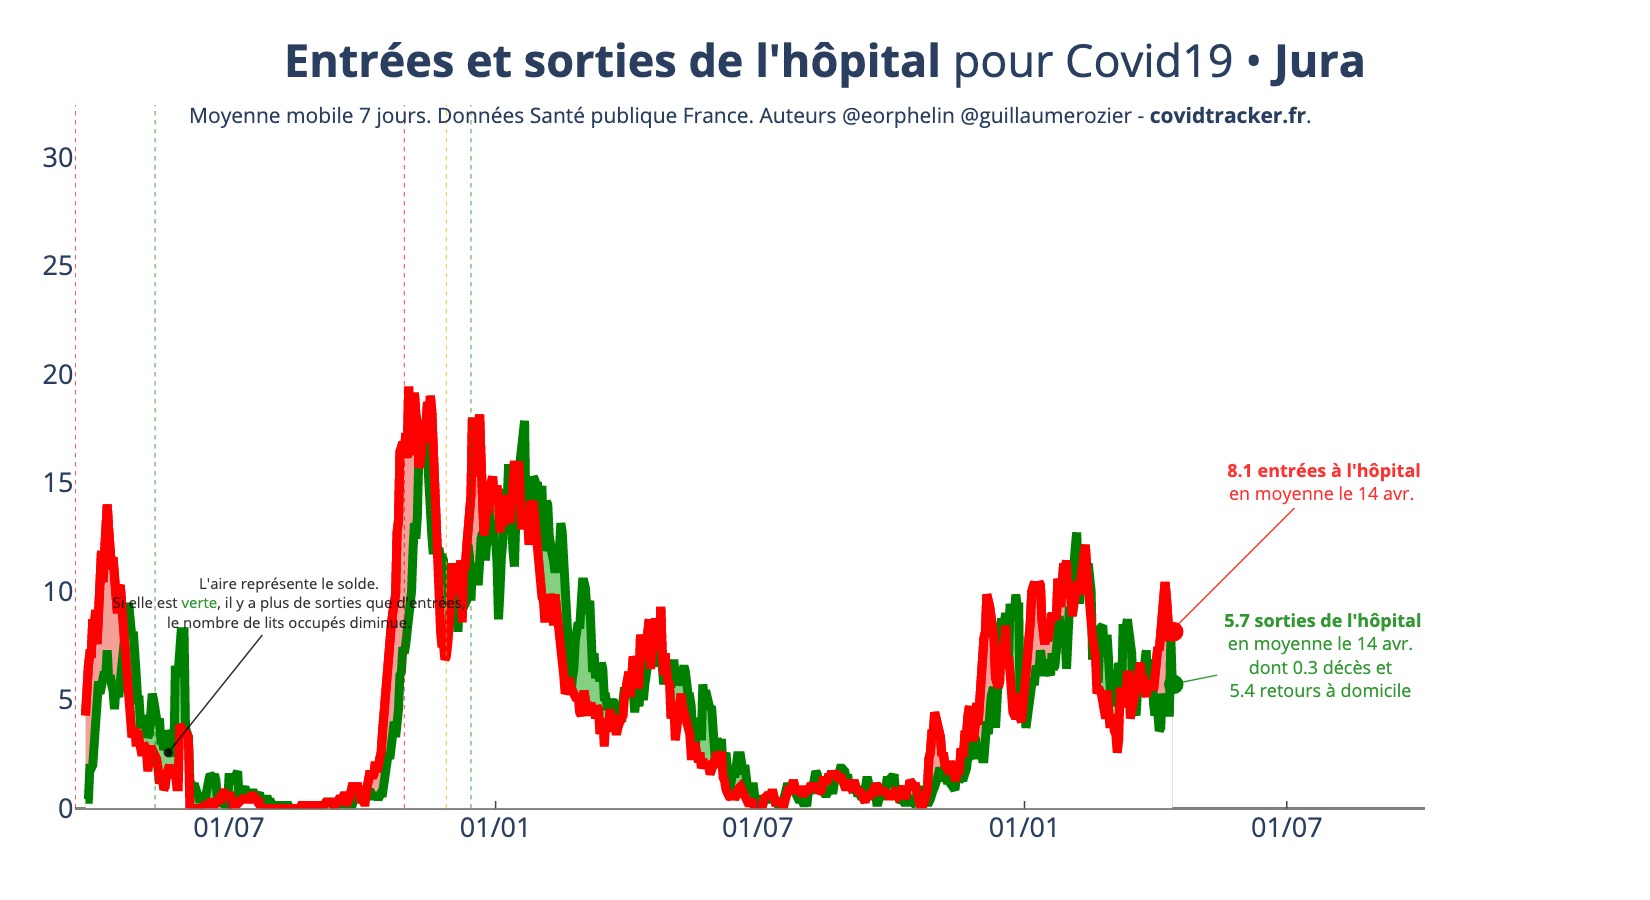 Entrées et sorties de l'hôpital pour Covid19 • Jura
Moyenne mobile 7 jours. Données Santé publique France. Auteurs @eorphelin @guillaumerozier - covidtracker.fr.
30
25
20
15
10
5
0
L'aire représente le solde.
Si elle est verte, il y a plus de sorties que d'entrées,
le nombre de lits occupés diminue
8.1 entrées à l'hôpital
en moyenne le 14 avr.
5.7 sorties de l'hôpital
en moyenne le 14 avr.
dont 0.3 décès et
5.4 retours à domicile
01/07
01/01
01/07
01/01
01/07